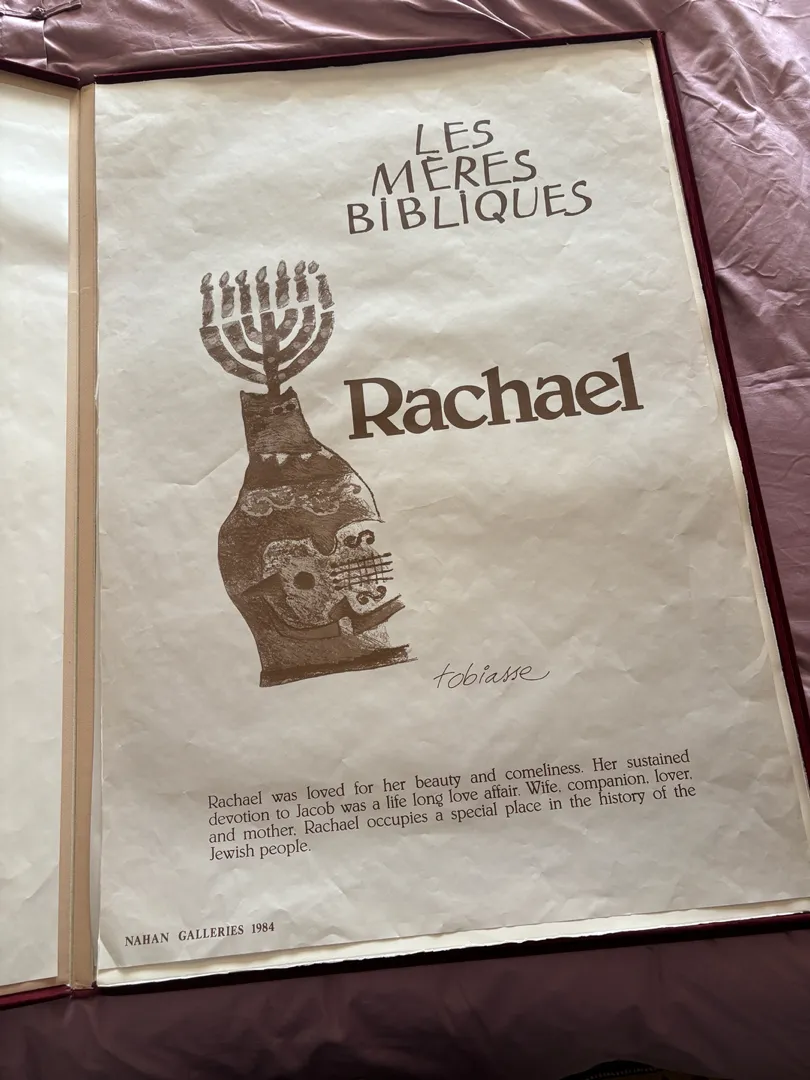 LES
MÈRES
BIBLIQUES
Rachael
tobiasse
Rachael was loved for her beauty and comeliness. Her sustained
devotion to Jacob was a life long love affair. Wife, companion, lover,
and mother, Rachael occupies a special place in the history of the
Jewish people.
NAHAN GALLERIES 1984